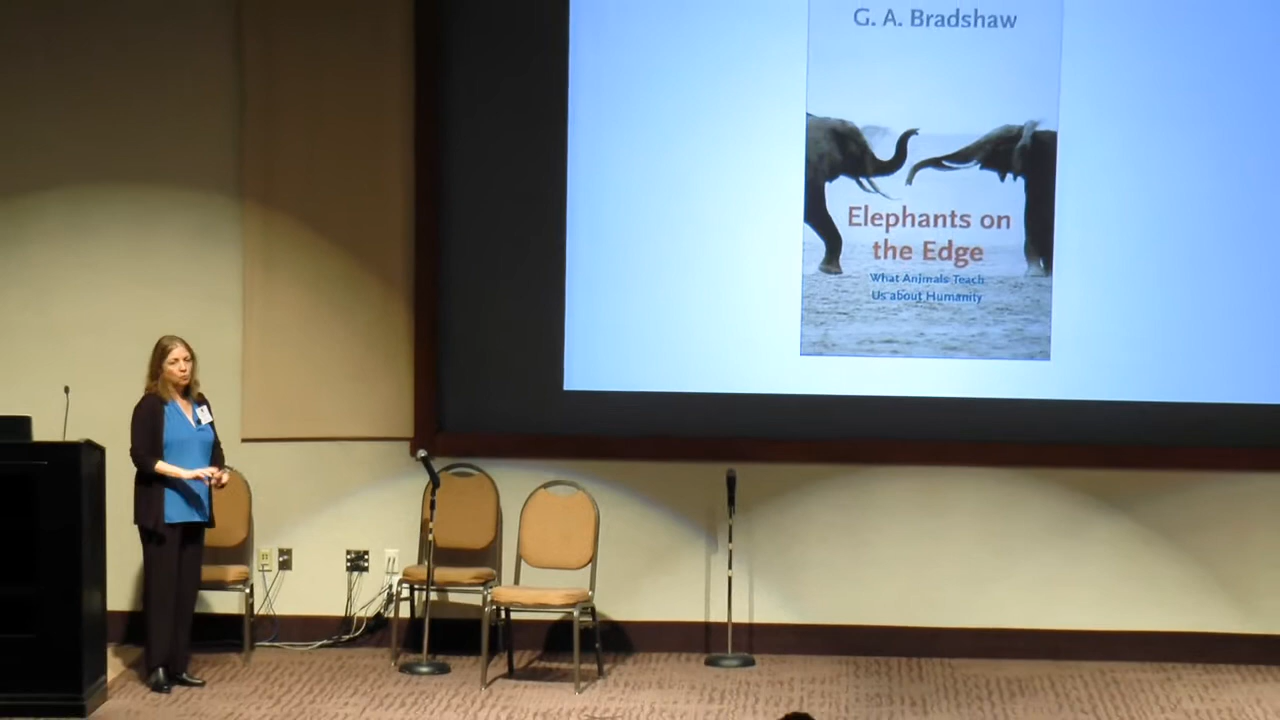 G. A. Bradshaw
Elephants on
the Edge
What Animals Teach
Us about Humanity